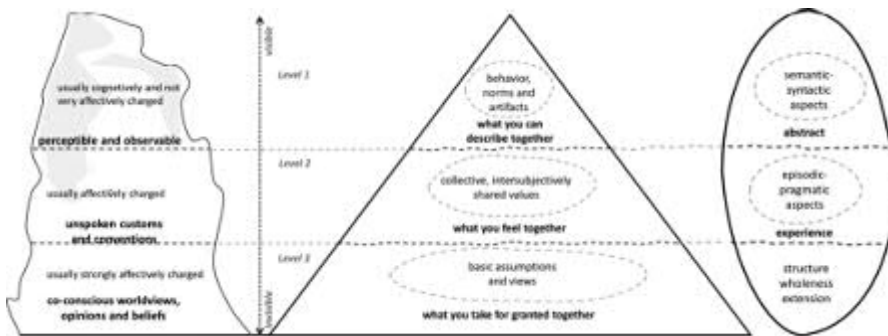 usually cognitively and not
very affectively charged
perceptible and observable
usually affectively charged
unspoken customs
and conventions
usually strongly affectively charged
co-conscious worldviews,
opinions and beliefs
visible
Level 1
Level 2
Level 3
invisible
behavior,
norms and
artifacts
what you can
describe together
collective, intersubjectively
shared values
what you feel together
basic assumptions
and views
what you take for granted together
semantic-
syntactic
aspects
abstract
episodic-
pragmatic
aspects
experience
structure
wholeness
extension